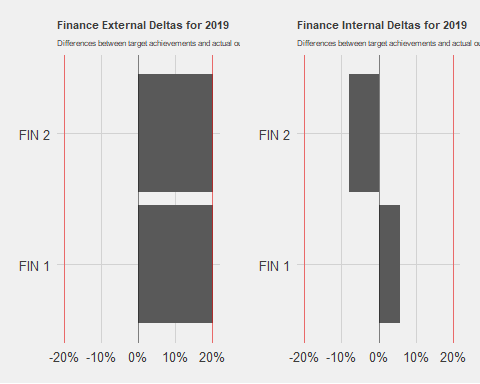 Finance External Deltas for 2019
Differences between target achievements and actual ou
FIN 2
FIN 1
-20% -10% 0% 10% 20%
Finance Internal Deltas for 2019
Differences between target achievements and actual ou
FIN 2
FIN 1
-20% -10% 0% 10% 20%